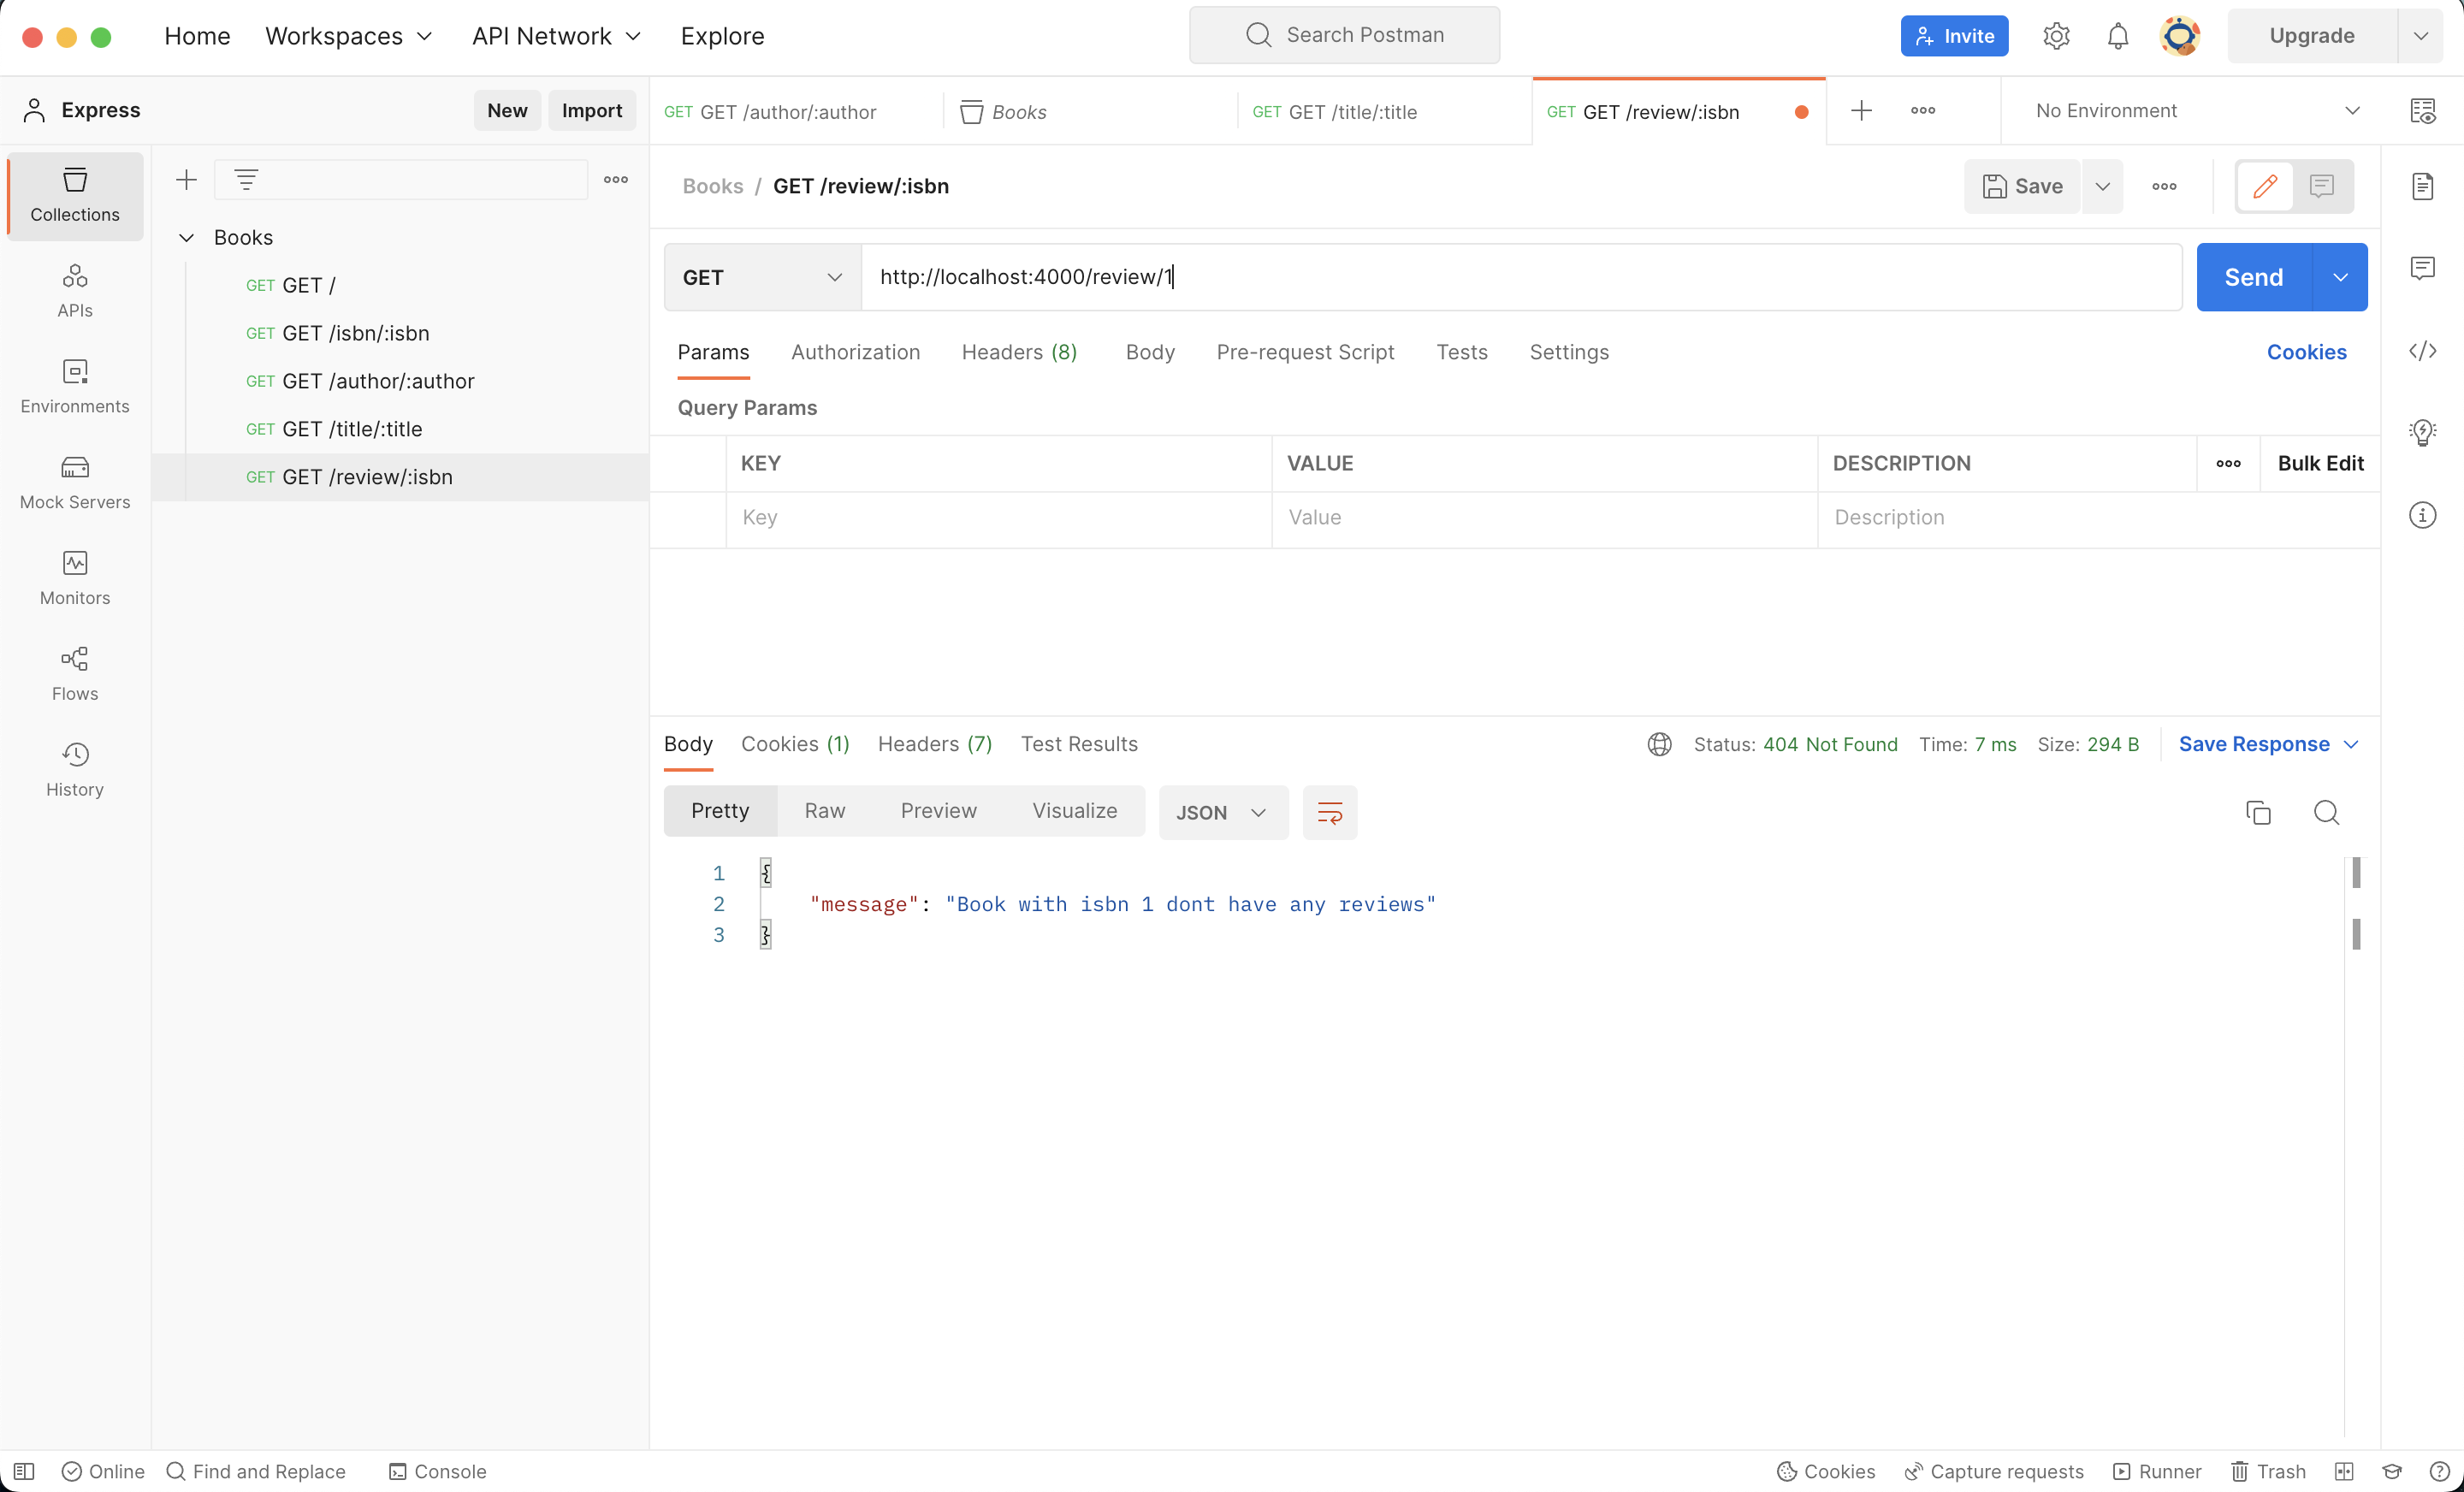 Home Workspaces API Network Explore Search Postman Invite Upgrade
Express New Import
GET GET /author/:author Books GET GET /title/:title GET GET /review/:isbn No Environment
Collections
APIs
Environments
Mock Servers
Monitors
Flows
History
Books
GET GET /
GET GET /isbn/:isbn
GET GET /author/:author
GET GET /title/:title
GET GET /review/:isbn
Books / GET /review/:isbn Save
GET http://localhost:4000/review/1 Send
Params Authorization Headers (8) Body Pre-request Script Tests Settings Cookies
Query Params
KEY VALUE DESCRIPTION Bulk Edit
Key Value Description
Body Cookies (1) Headers (7) Test Results Status: 404 Not Found Time: 7 ms Size: 294 B Save Response
Pretty Raw Preview Visualize JSON
1 {
2 "message": "Book with isbn 1 dont have any reviews"
3 }
Online Find and Replace Console Cookies Capture requests Runner Trash